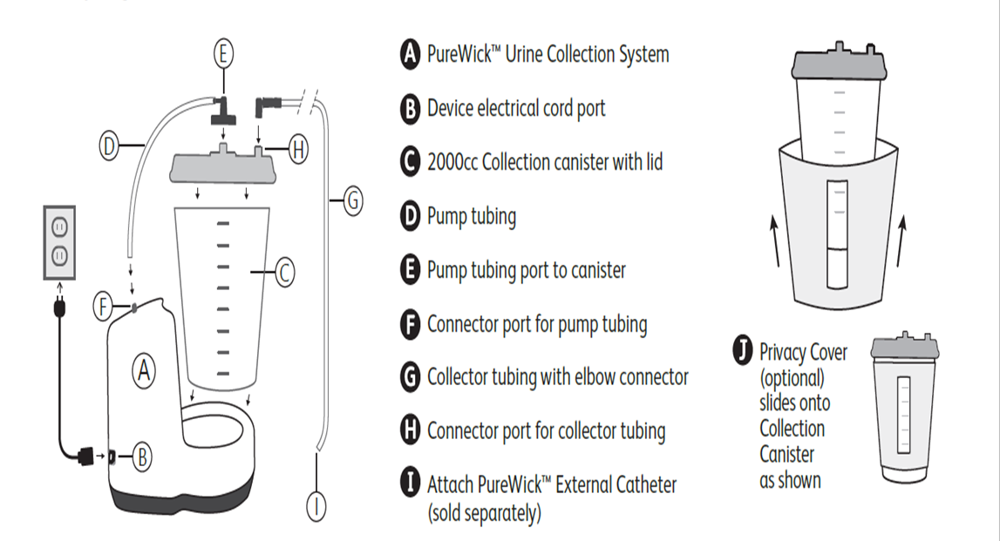 E
D
H
G
C
F
A
B
I
A PureWick™ Urine Collection System
B Device electrical cord port
C 2000cc Collection canister with lid
D Pump tubing
E Pump tubing port to canister
F Connector port for pump tubing
G Collector tubing with elbow connector
H Connector port for collector tubing
I Attach PureWick™ External Catheter
(sold separately)
J Privacy Cover
(optional)
slides onto
Collection
Canister
as shown